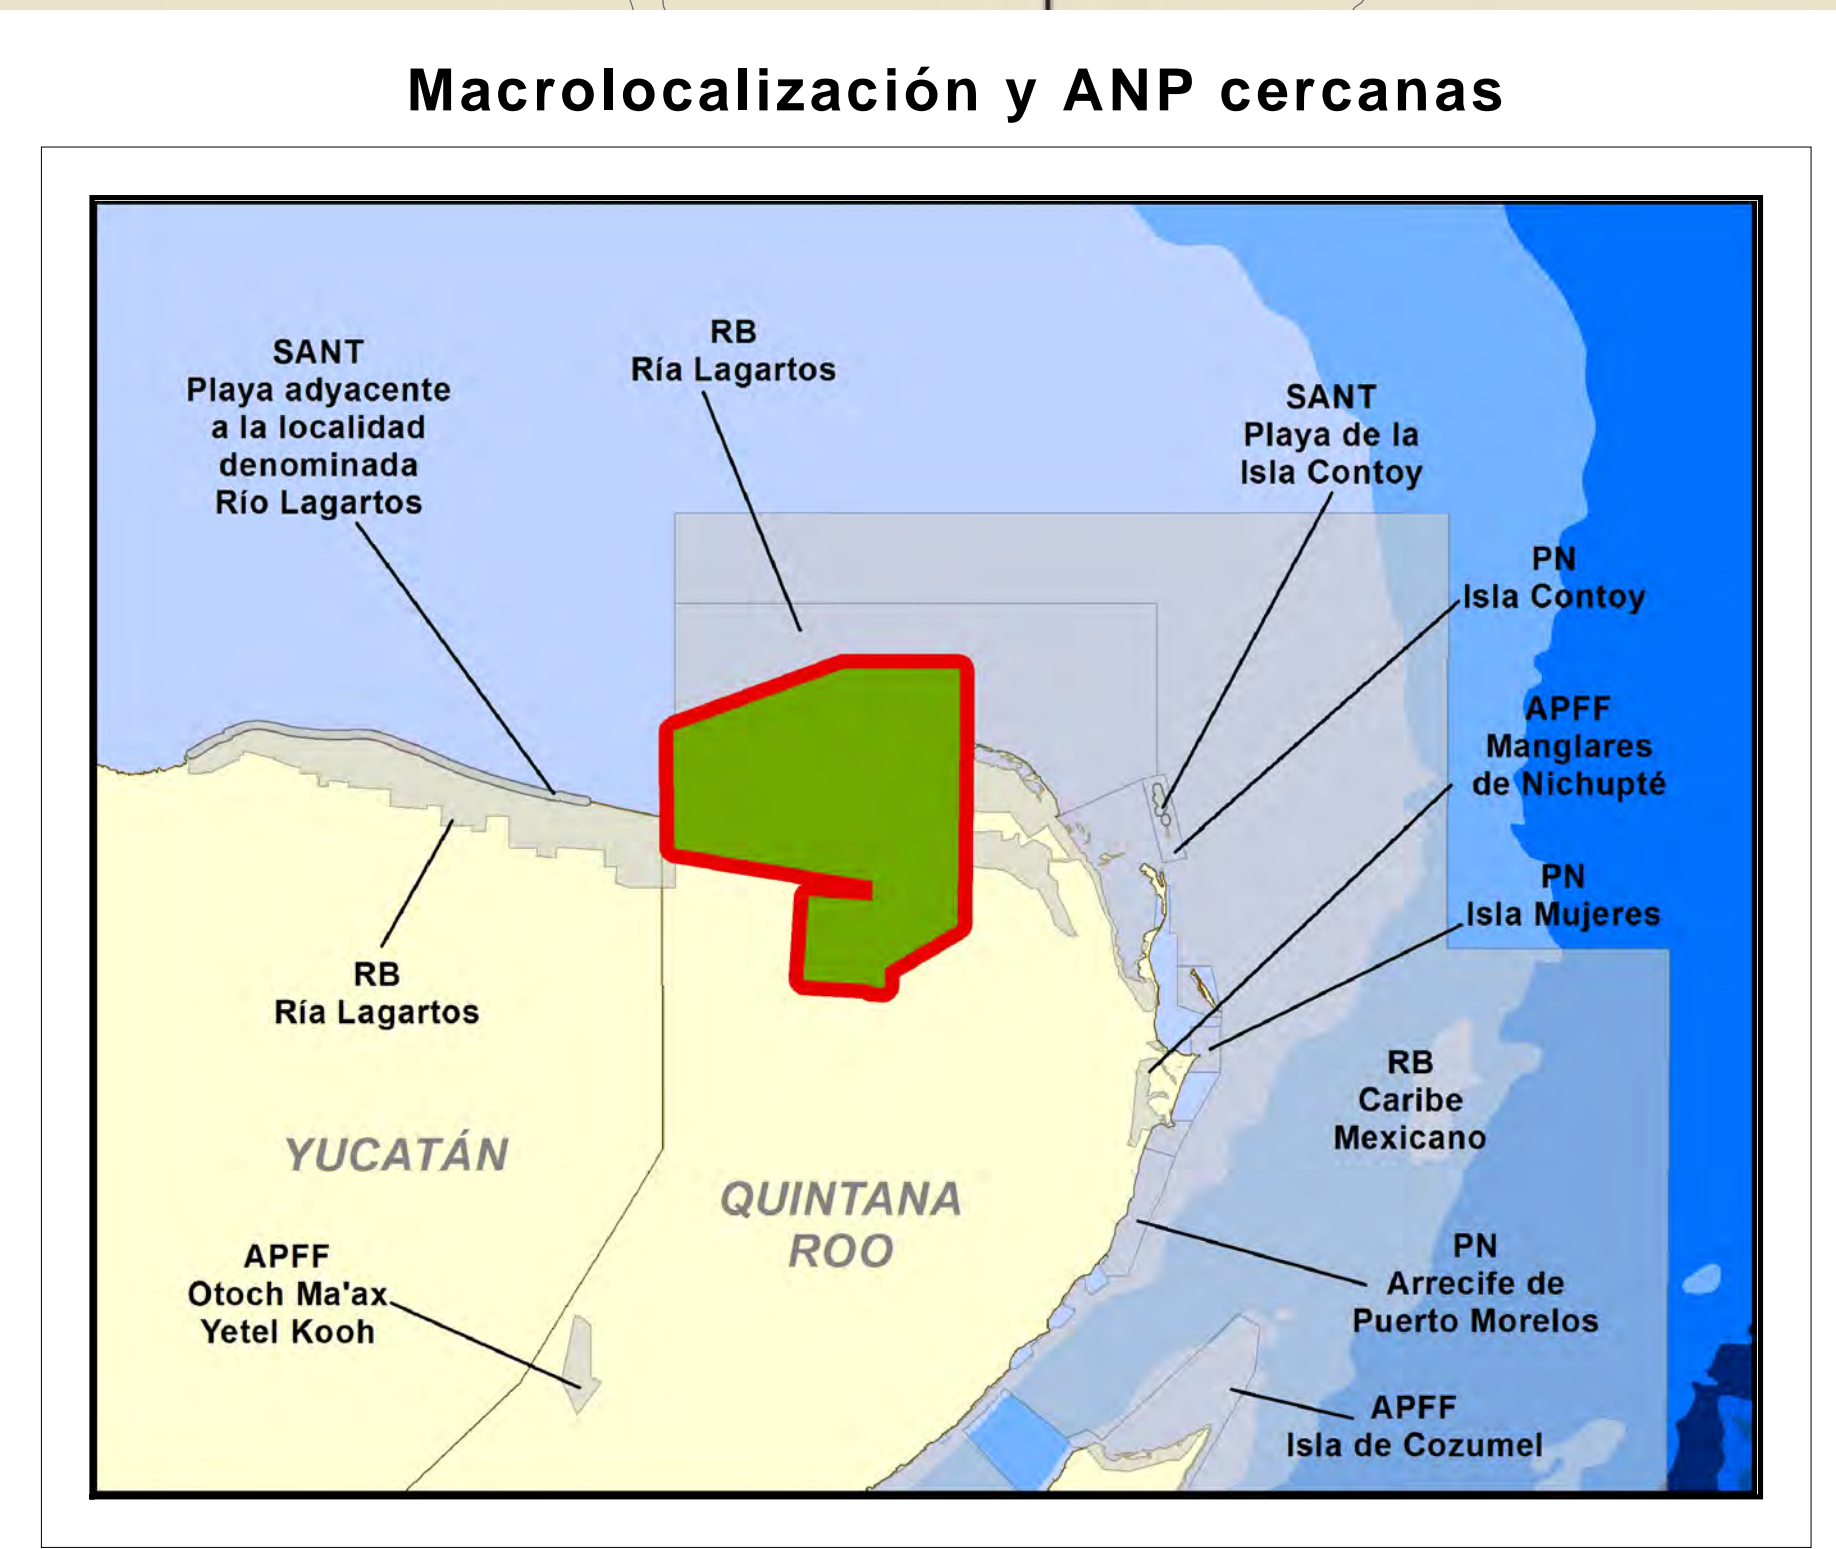 Macrolocalización y ANP cercanas
SANT
Playa adyacente
a la localidad
denominada
Río Lagartos
RB
Ría Lagartos
SANT
Playa de la
Isla Contoy
PN
Isla Contoy
APFF
Manglares
de Nichupté
PN
Isla Mujeres
RB
Ría Lagartos
RB
Caribe
Mexicano
YUCATÁN
QUINTANA
ROO
APFF
Otoch Ma'ax
Yetel Kooh
PN
Arrecife de
Puerto Morelos
APFF
Isla de Cozumel